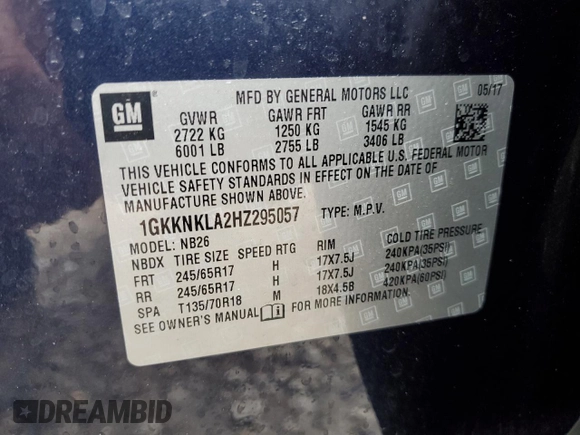 GM
MFD BY GENERAL MOTORS LLC 05/17
GVWR GAWR FRT GAWR RR
2722 KG 1250 KG 1545 KG
6001 LB 2755 LB 3406 LB
THIS VEHICLE CONFORMS TO ALL APPLICABLE U.S. FEDERAL MOTOR
VEHICLE SAFETY STANDARDS IN EFFECT ON THE DATE OF
MANUFACTURE SHOWN ABOVE.
1GKKNKLA2HZ295057 TYPE: M.P.V.
MODEL: NB26
NBDX TIRE SIZE SPEED RTG RIM COLD TIRE PRESSURE
FRT 245/65R17 H 17X7.5J 240KPA(35PSI)
RR 245/65R17 H 17X7.5J 240KPA(35PSI)
SPA T135/70R18 M 18X4.5B 420KPA(60PSI)
SEE OWNER'S MANUAL FOR MORE INFORMATION.
DREAMBID